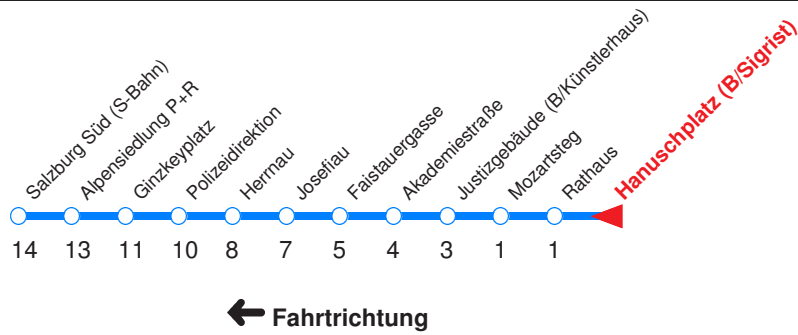 Salzburg Süd (S-Bahn)
Alpensiedlung P+R
Ginzkeyplatz
Polizeidirektion
Herrnau
Josefiau
Faistauergasse
Akademiestraße
Justizgebäude (B/Künstlerhaus)
Mozartsteg
Rathaus
Hanuschplatz (B/Sigrist)
14 13 11 10 8 7 5 4 3 1 1
Fahrtrichtung